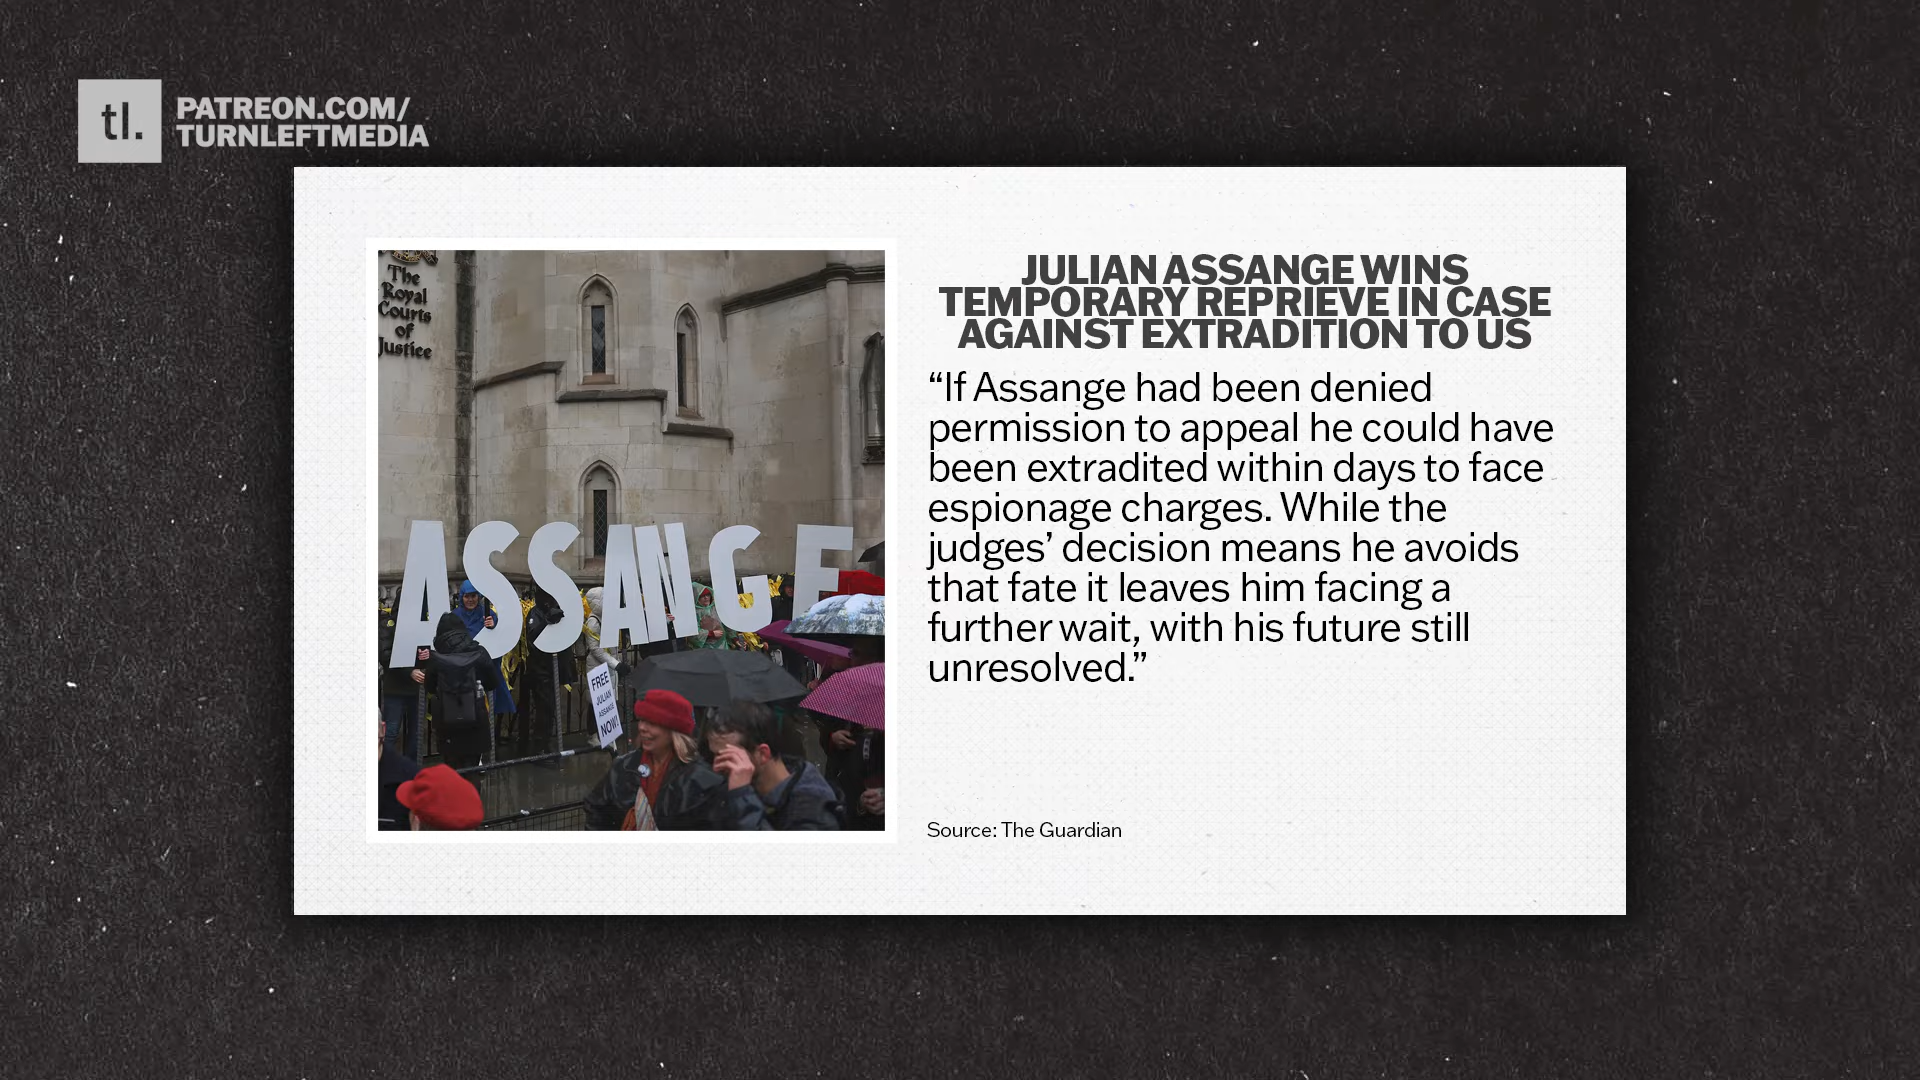 tl.
PATREON.COM/
TURNLEFTMEDIA
The
Royal
Courts
of
Justice
ASSANGE
FREE
JULIAN
ASSANGE
NOW!
JULIAN ASSANGE WINS
TEMPORARY REPRIEVE IN CASE
AGAINST EXTRADITION TO US
“If Assange had been denied
permission to appeal he could have
been extradited within days to face
espionage charges. While the
judges’ decision means he avoids
that fate it leaves him facing a
further wait, with his future still
unresolved.”
Source: The Guardian